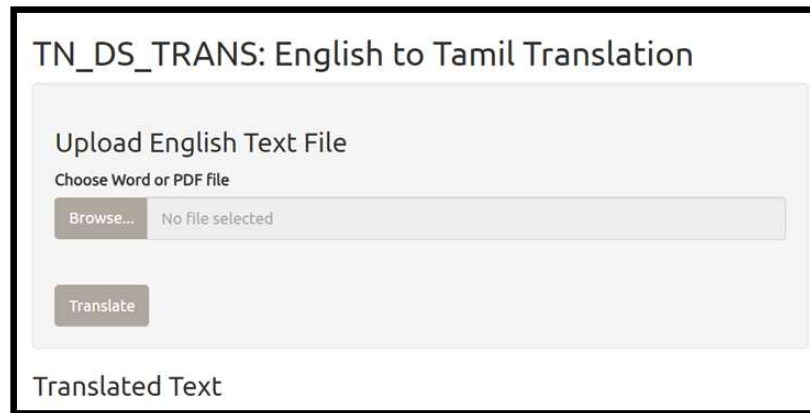 TN_DS_TRANS: English to Tamil Translation
Upload English Text File
Choose Word or PDF file
Browse... No file selected
Translate
Translated Text